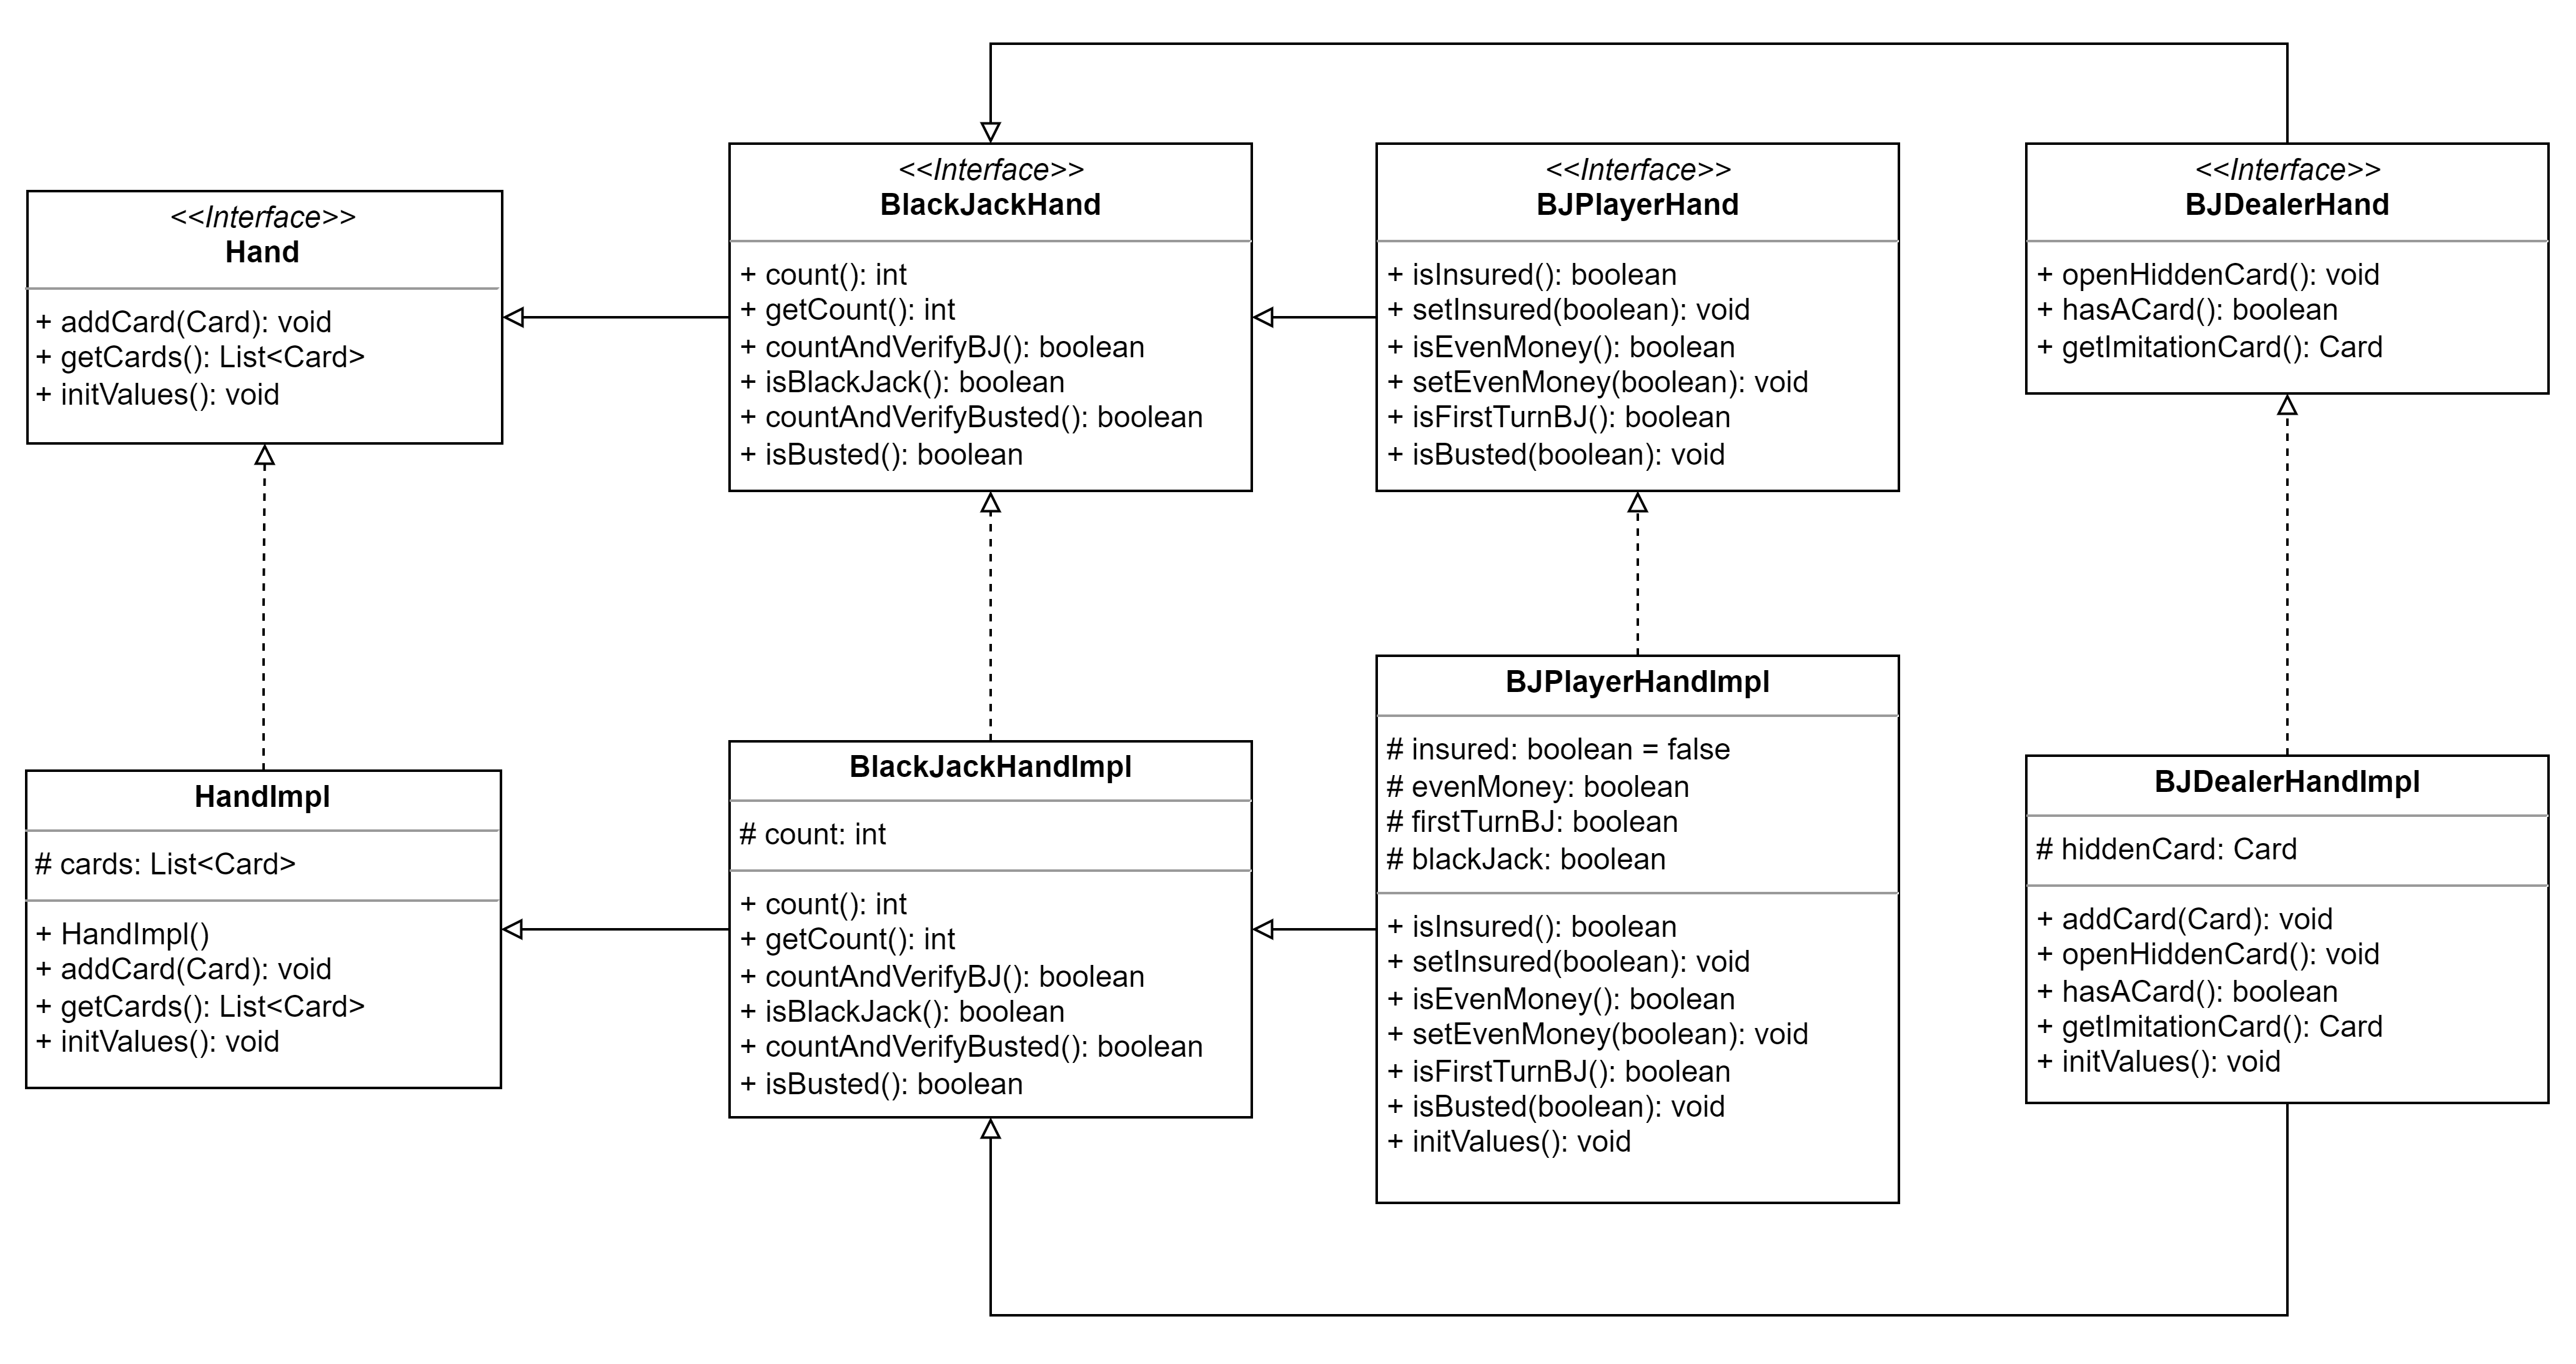 <<Interface>>
Hand
+ addCard(Card): void
+ getCards(): List<Card>
+ initValues(): void
<<Interface>>
BlackJackHand
+ count(): int
+ getCount(): int
+ countAndVerifyBJ(): boolean
+ isBlackJack(): boolean
+ countAndVerifyBusted(): boolean
+ isBusted(): boolean
<<Interface>>
BJPlayerHand
+ isInsured(): boolean
+ setInsured(boolean): void
+ isEvenMoney(): boolean
+ setEvenMoney(boolean): void
+ isFirstTurnBJ(): boolean
+ isBusted(boolean): void
<<Interface>>
BJDealerHand
+ openHiddenCard(): void
+ hasACard(): boolean
+ getImitationCard(): Card
HandImpl
# cards: List<Card>
+ HandImpl()
+ addCard(Card): void
+ getCards(): List<Card>
+ initValues(): void
BlackJackHandImpl
# count: int
+ count(): int
+ getCount(): int
+ countAndVerifyBJ(): boolean
+ isBlackJack(): boolean
+ countAndVerifyBusted(): boolean
+ isBusted(): boolean
BJPlayerHandImpl
# insured: boolean = false
# evenMoney: boolean
# firstTurnBJ: boolean
# blackJack: boolean
+ isInsured(): boolean
+ setInsured(boolean): void
+ isEvenMoney(): boolean
+ setEvenMoney(boolean): void
+ isFirstTurnBJ(): boolean
+ isBusted(boolean): void
+ initValues(): void
BJDealerHandImpl
# hiddenCard: Card
+ addCard(Card): void
+ openHiddenCard(): void
+ hasACard(): boolean
+ getImitationCard(): Card
+ initValues(): void